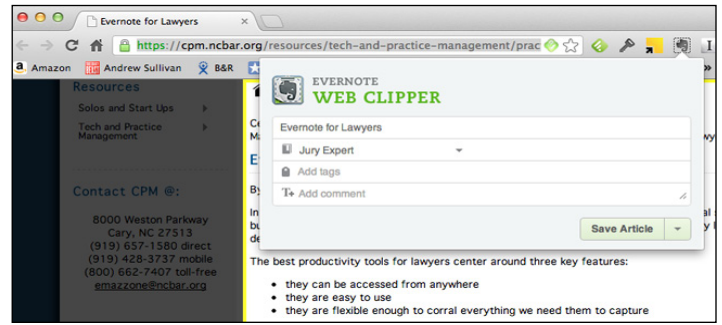 Evernote for Lawyers
https://cpm.ncbar.org/resources/tech-and-practice-management/prac
Amazon
Andrew Sullivan
B&R
»
Resources
Solos and Start Ups
Tech and Practice
Management
Contact CPM @:
8000 Weston Parkway
Cary, NC 27513
(919) 657-1580 direct
(919) 428-3737 mobile
(800) 662-7407 toll-free
emazzone@ncbar.org
EVERNOTE
WEB CLIPPER
Evernote for Lawyers
Jury Expert
Add tags
T+ Add comment
Save Article
The best productivity tools for lawyers center around three key features:
• they can be accessed from anywhere
• they are easy to use
• they are flexible enough to corral everything we need them to capture